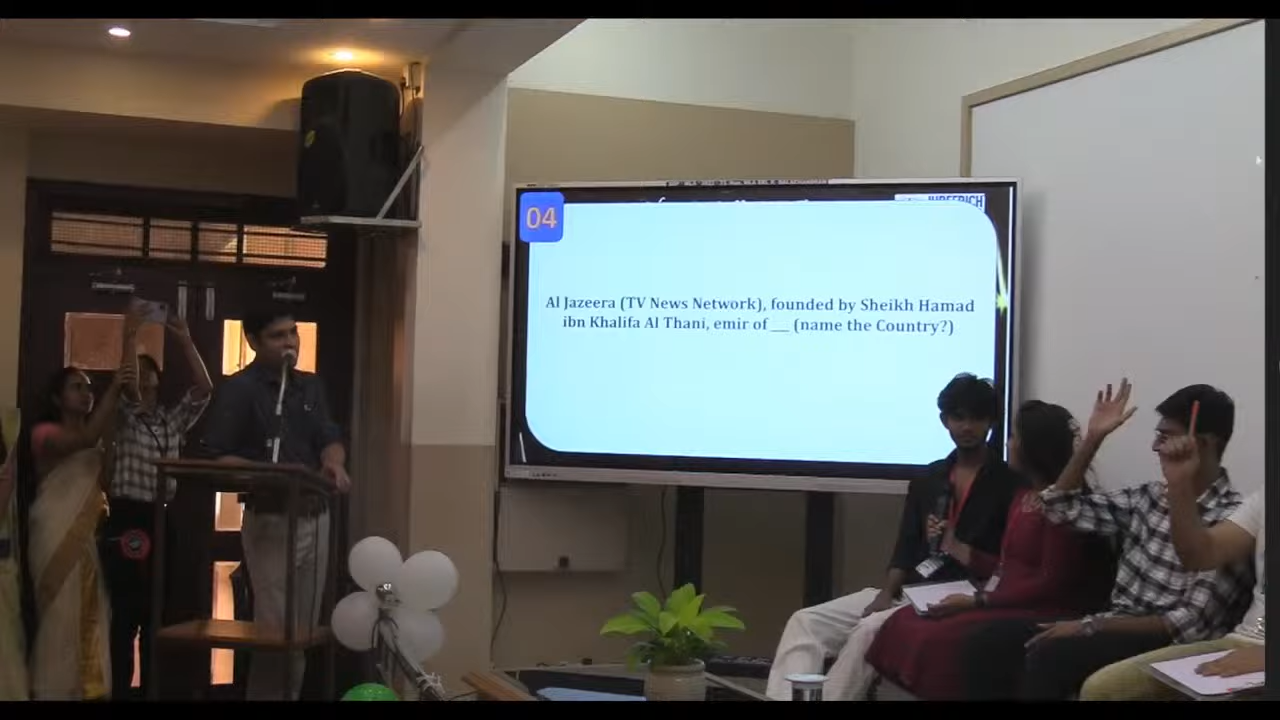 04
Al Jazeera (TV News Network), founded by Sheikh Hamad
ibn Khalifa Al Thani, emir of __ (name the Country?)